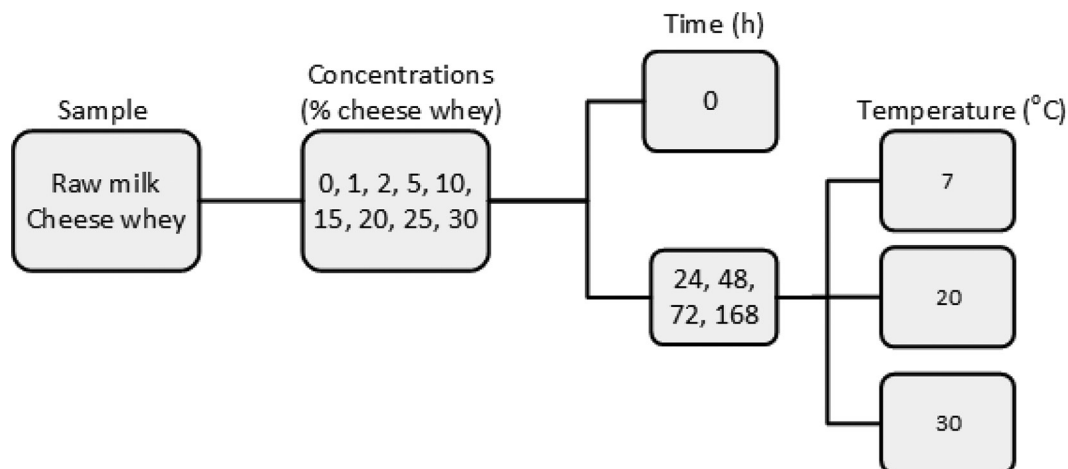 Sample
Raw milk
Cheese whey
Concentrations
(% cheese whey)
0, 1, 2, 5, 10,
15, 20, 25, 30
Time (h)
0
24, 48,
72, 168
Temperature (°C)
7
20
30